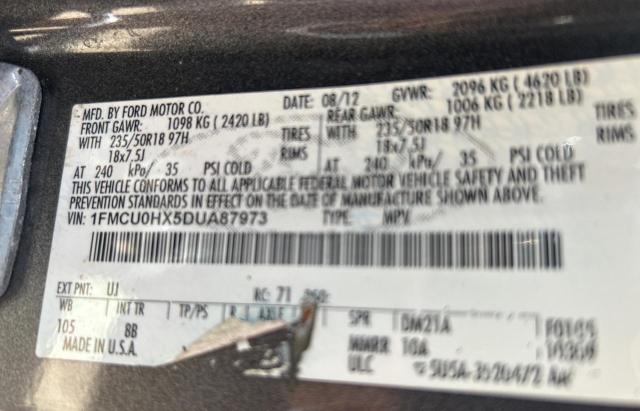 MFD. BY FORD MOTOR CO. DATE: 08/12 GVWR: 2096 KG ( 4620 LB)
FRONT GAWR: 1098 KG ( 2420 LB) REAR GAWR: 1006 KG ( 2218 LB)
WITH 235/50R18 97H TIRES WITH 235/50R18 97H TIRES
18x7.5J RIMS 18x7.5J RIMS
AT 240 kPa/ 35 PSI COLD AT 240 kPa/ 35 PSI COLD
THIS VEHICLE CONFORMS TO ALL APPLICABLE FEDERAL MOTOR VEHICLE SAFETY AND THEFT
PREVENTION STANDARDS IN EFFECT ON THE DATE OF MANUFACTURE SHOWN ABOVE.
VIN: 1FMCU0HX5DUA87973 TYPE: MPV
EXT PNT: UJ RC: 71
WB INT TR TP/PS R AXLE SPR DM21A
105 8B MMRR 10A
MADE IN U.S.A. ULC